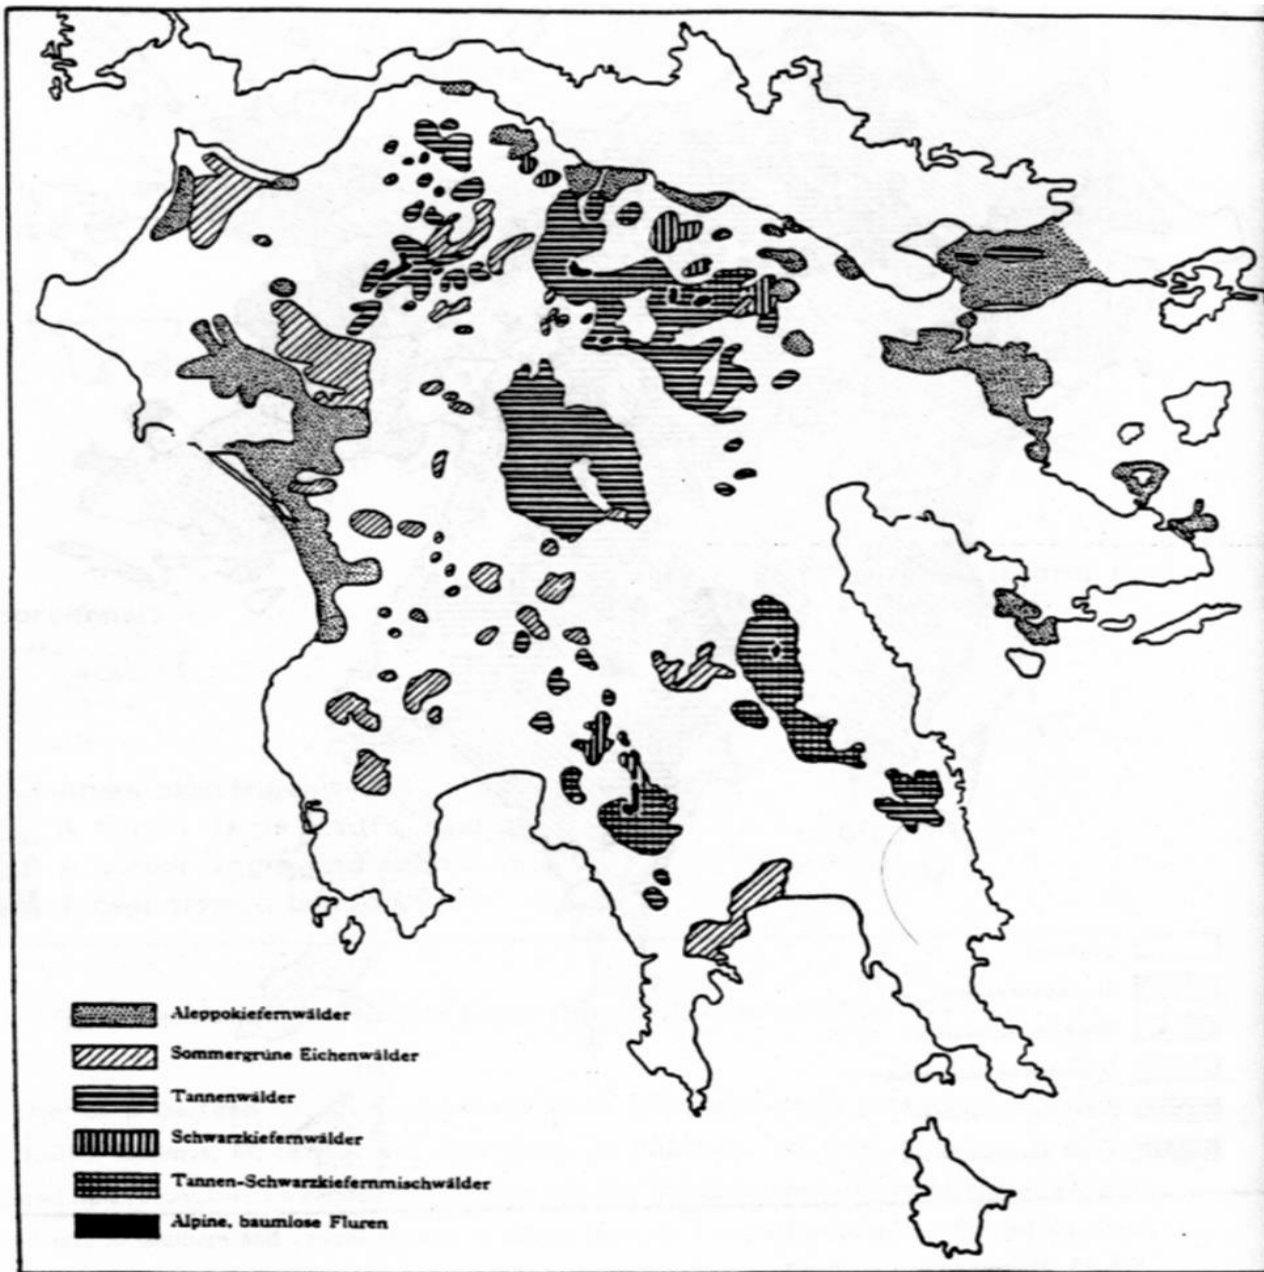 Aleppokiefernwälder
Sommergrüne Eichenwälder
Tannenwälder
Schwarzkiefernwälder
Tannen-Schwarzkiefernmischwälder
Alpine, baumlose Fluren